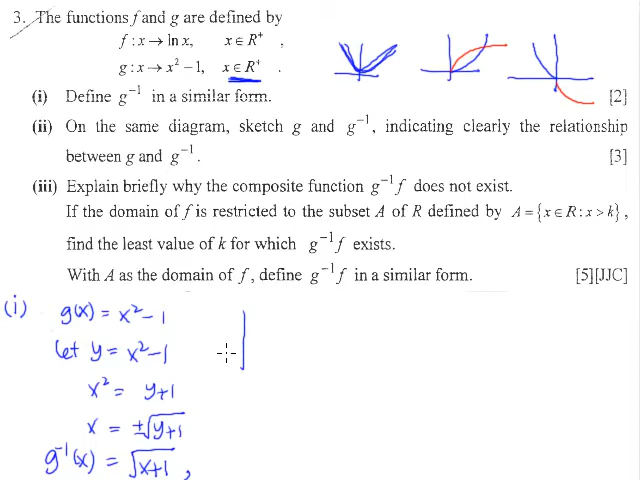 3. The functions f and g are defined by
f : x → ln x,   x ∈ R⁺ ,
g : x → x² − 1,   x ∈ R⁺ .
(i) Define g⁻¹ in a similar form. [2]
(ii) On the same diagram, sketch g and g⁻¹, indicating clearly the relationship
between g and g⁻¹. [3]
(iii) Explain briefly why the composite function g⁻¹f does not exist.
If the domain of f is restricted to the subset A of R defined by A = {x ∈ R : x > k},
find the least value of k for which g⁻¹f exists.
With A as the domain of f, define g⁻¹f in a similar form. [5][JJC]
(i) g(x) = x² − 1
let y = x² − 1
x² = y + 1
x = ±√(y+1)
g⁻¹(x) = √(x+1) ,